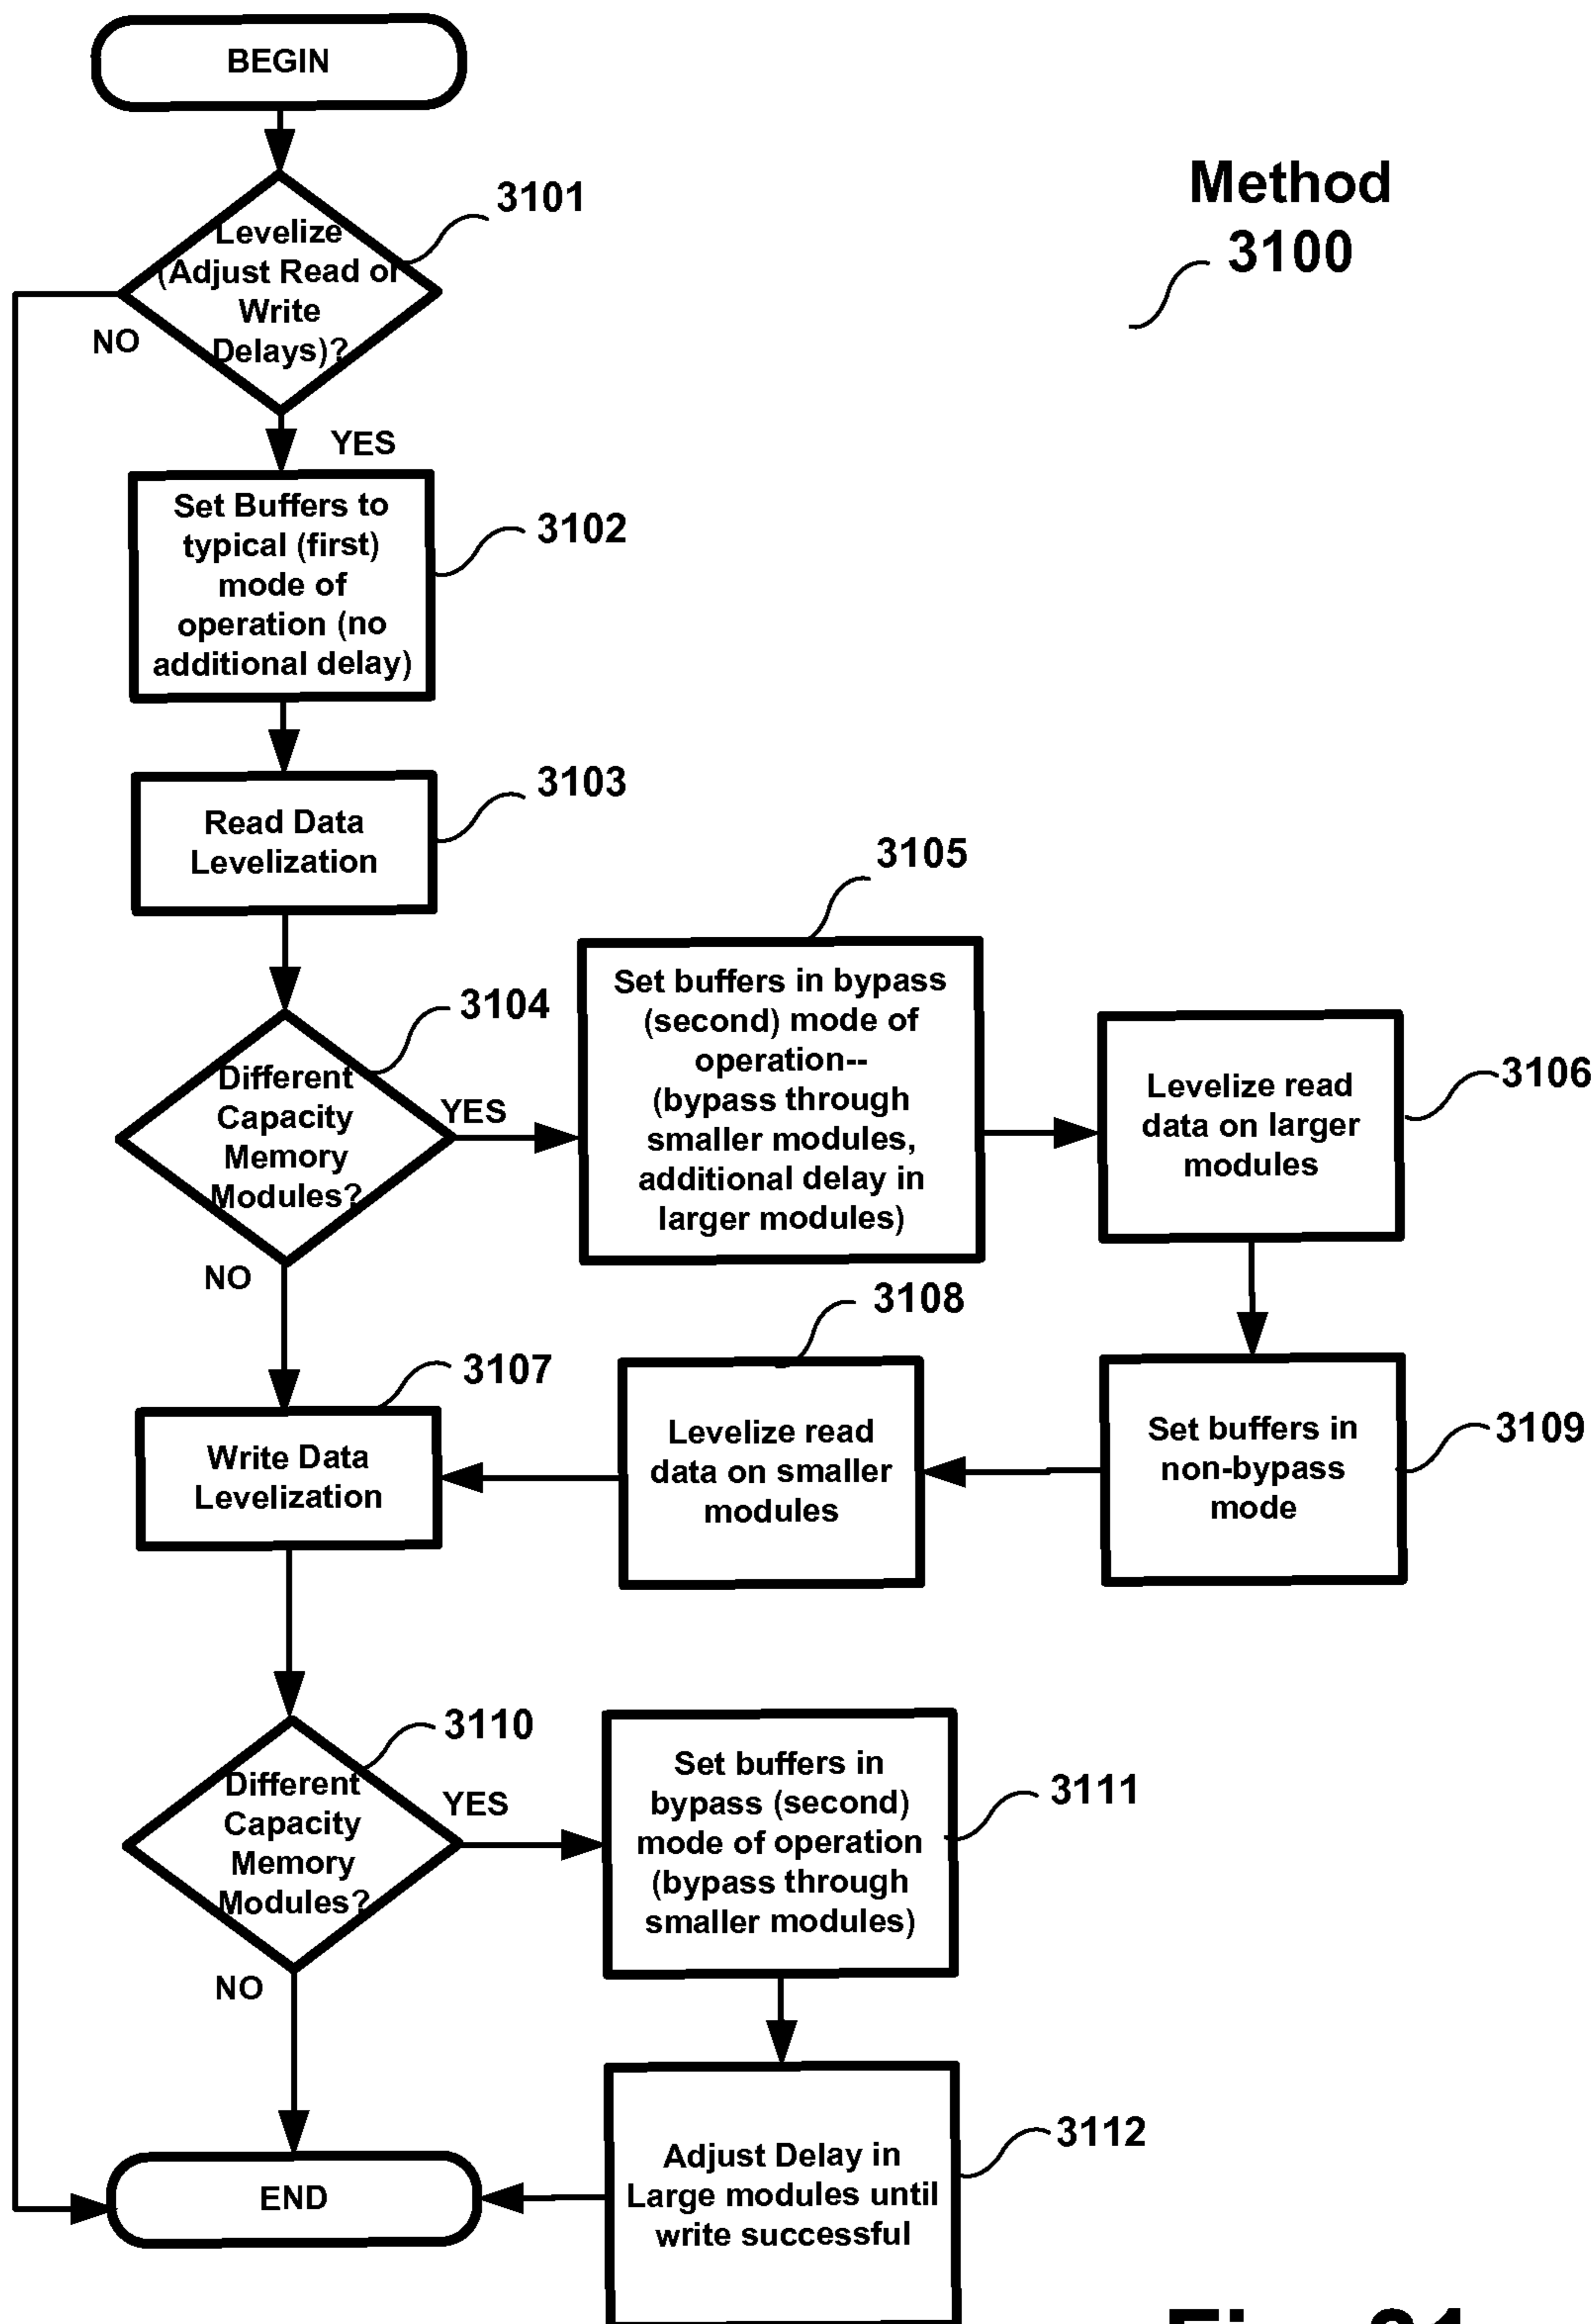 BEGIN
3101
Method
3100
Levelize
(Adjust Read or
Write
Delays)?
NO
YES
Set Buffers to
typical (first)
mode of
operation (no
additional delay)
3102
Read Data
Levelization
3103
3104
Different
Capacity
Memory
Modules?
YES
NO
3105
Set buffers in bypass
(second) mode of
operation--
(bypass through
smaller modules,
additional delay in
larger modules)
Levelize read
data on larger
modules
3106
3107
Write Data
Levelization
3108
Levelize read
data on smaller
modules
Set buffers in
non-bypass
mode
3109
3110
Different
Capacity
Memory
Modules?
YES
NO
Set buffers in
bypass (second)
mode of operation
(bypass through
smaller modules)
3111
END
Adjust Delay in
Large modules until
write successful
3112